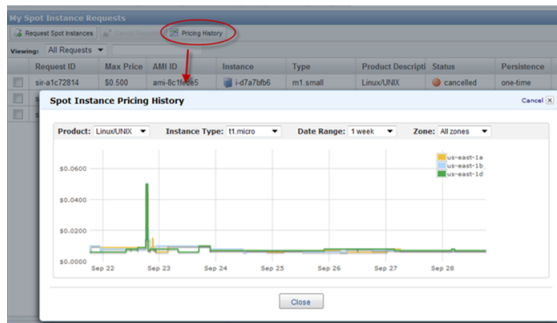 My Spot Instance Requests
Request Spot Instances Pricing History
Viewing: All Requests
Request ID Max Price AMI ID Instance Type Product Descripti Status Persistence
sir-a1c72814 $0.500 i-d7a7bfb6 m1.small Linux/UNIX cancelled one-time
Spot Instance Pricing History Cancel
Product: Linux/UNIX Instance Type: t1.micro Date Range: 1 week Zone: All zones
us-east-1a
us-east-1b
us-east-1d
$0.0600
$0.0400
$0.0200
$0.0000
Sep 22 Sep 23 Sep 24 Sep 25 Sep 26 Sep 27 Sep 28
Close